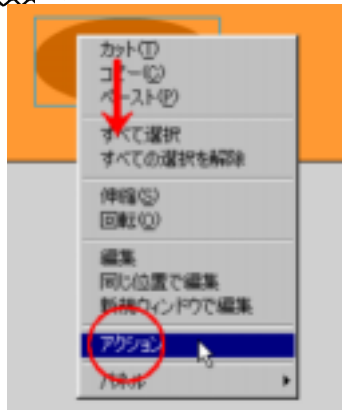 カット(T)
コピー(C)
ペースト(P)
すべて選択
すべての選択を解除
伸縮(S)
回転(O)
編集
同じ位置で編集
新規ウィンドウで編集
アクション
パネル